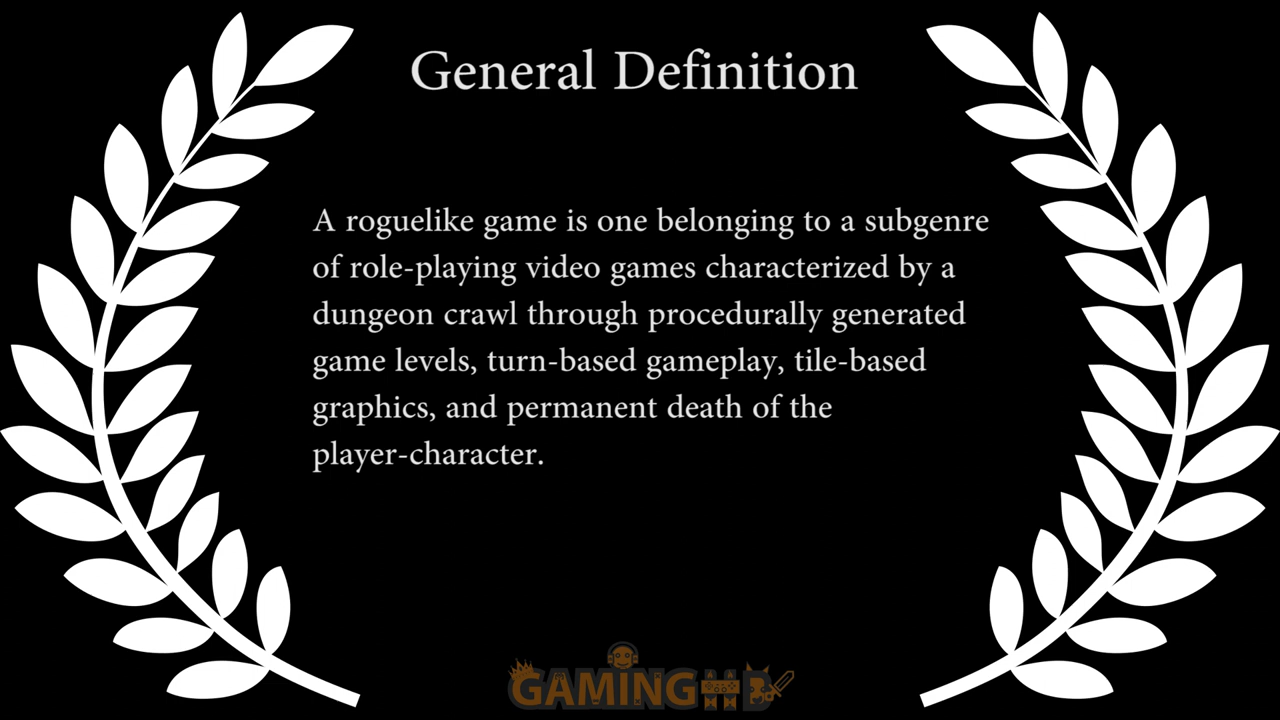 General Definition
A roguelike game is one belonging to a subgenre
of role-playing video games characterized by a
dungeon crawl through procedurally generated
game levels, turn-based gameplay, tile-based
graphics, and permanent death of the
player-character.
GAMING HD